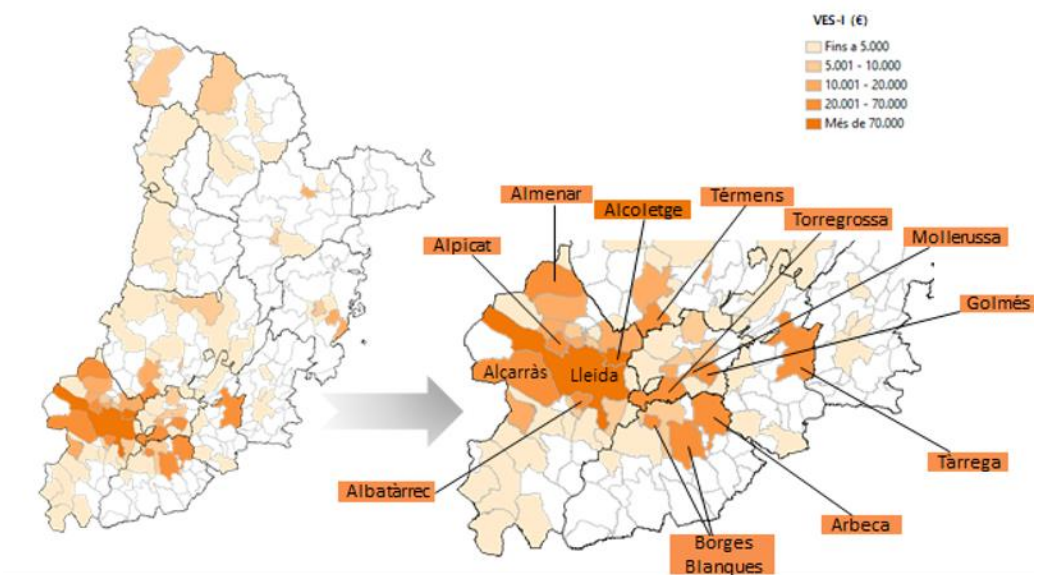 VES-I (€)
Fins a 5.000
5.001 - 10.000
10.001 - 20.000
20.001 - 70.000
Més de 70.000
Almenar
Térmens
Alcoletge
Torregrossa
Alpicat
Mollerussa
Golmés
Alcarràs
Lleida
Tàrrega
Albatàrrec
Arbeca
Borges
Blanques